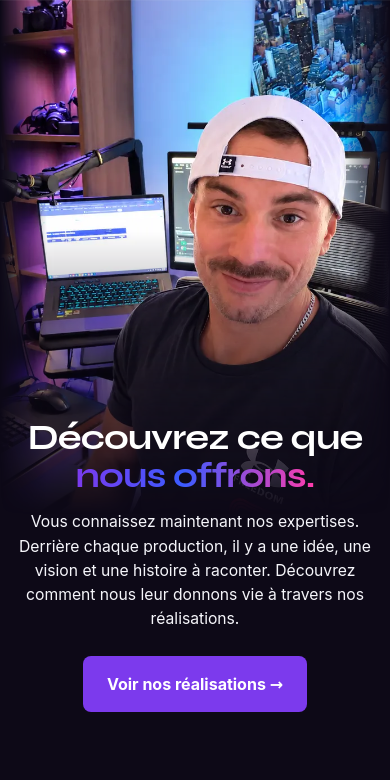 Découvrez ce que
nous offrons.
Vous connaissez maintenant nos expertises.
Derrière chaque production, il y a une idée, une
vision et une histoire à raconter. Découvrez
comment nous leur donnons vie à travers nos
réalisations.
Voir nos réalisations →